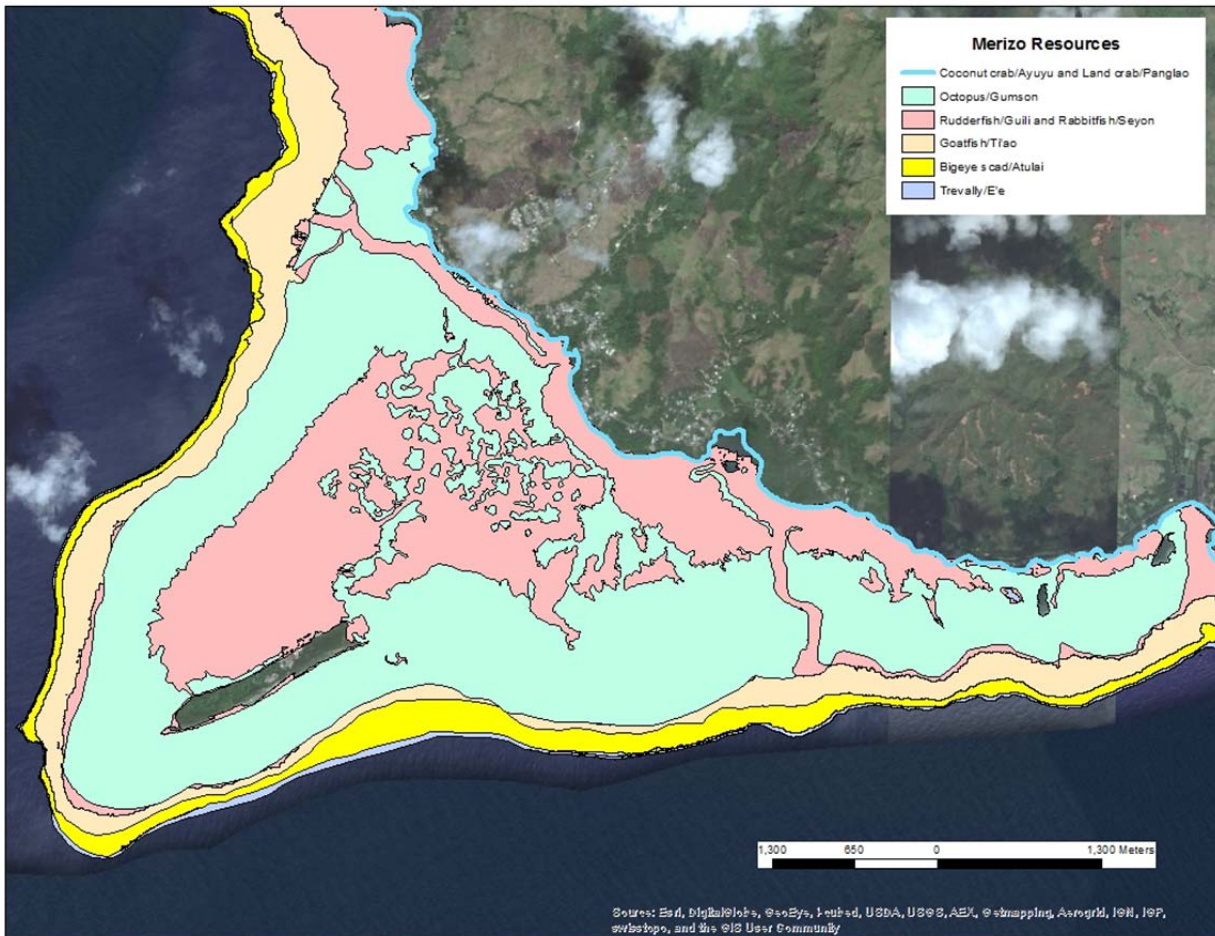 Merizo Resources
Coconut crab/Ayuyu and Land crab/Panglao
Octopus/Gumson
Rudderfish/Guili and Rabbitfish/Seyon
Goatfish/Ti'ao
Bigeye scad/Atulai
Trevally/E'e
1,300 650 0 1,300 Meters
Source: Esri, DigitalGlobe, GeoEye, i-cubed, USDA, USGS, AEX, Getmapping, Aerogrid, IGN, IGP,
swisstopo, and the GIS User Community